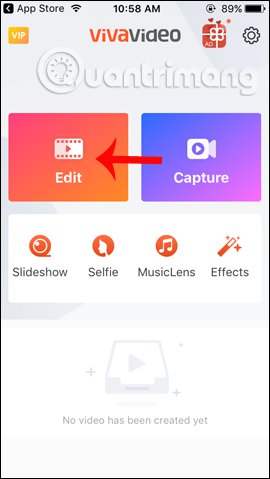 App Store 10:58 AM 89%
VIP VivaVideo AD
Quantrimang
Edit Capture
Slideshow Selfie MusicLens Effects
No video has been created yet